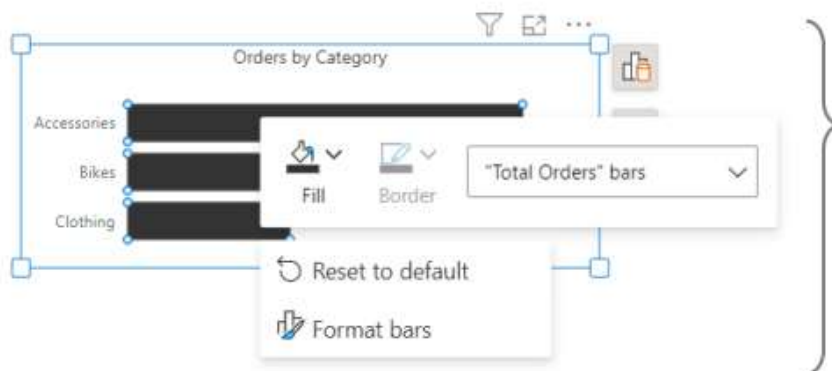 Orders by Category
Accessories
Bikes
Clothing
Fill
Border
"Total Orders" bars
Reset to default
Format bars